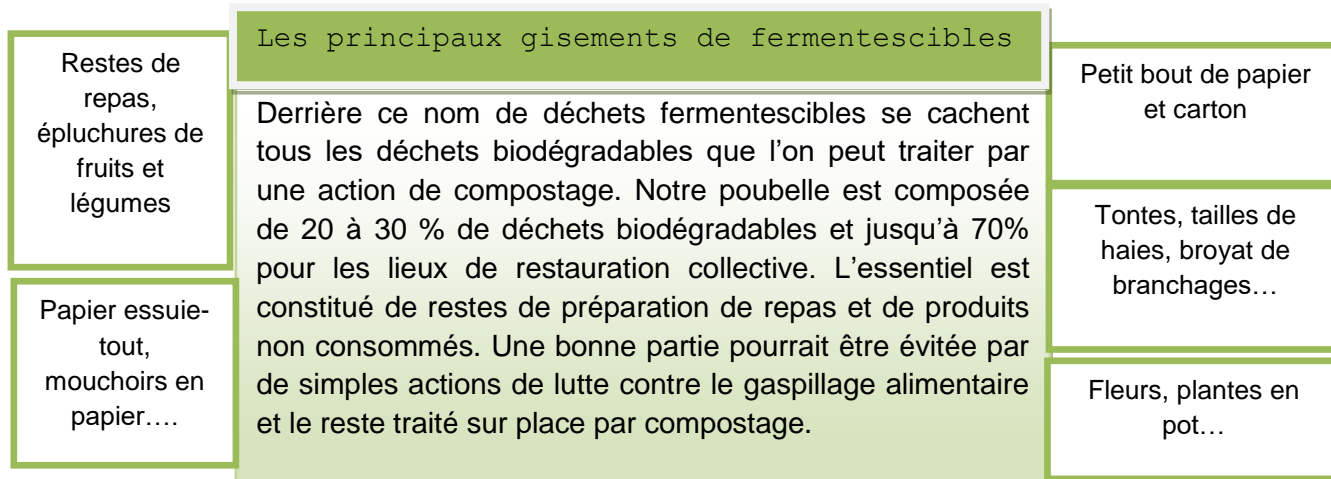 Les principaux gisements de fermentescibles
Restes de
repas,
épluchures de
fruits et
légumes
Papier essuie-
tout,
mouchoirs en
papier….
Derrière ce nom de déchets fermentescibles se cachent
tous les déchets biodégradables que l’on peut traiter par
une action de compostage. Notre poubelle est composée
de 20 à 30 % de déchets biodégradables et jusqu’à 70%
pour les lieux de restauration collective. L’essentiel est
constitué de restes de préparation de repas et de produits
non consommés. Une bonne partie pourrait être évitée par
de simples actions de lutte contre le gaspillage alimentaire
et le reste traité sur place par compostage.
Petit bout de papier
et carton
Tontes, tailles de
haies, broyat de
branchages…
Fleurs, plantes en
pot…